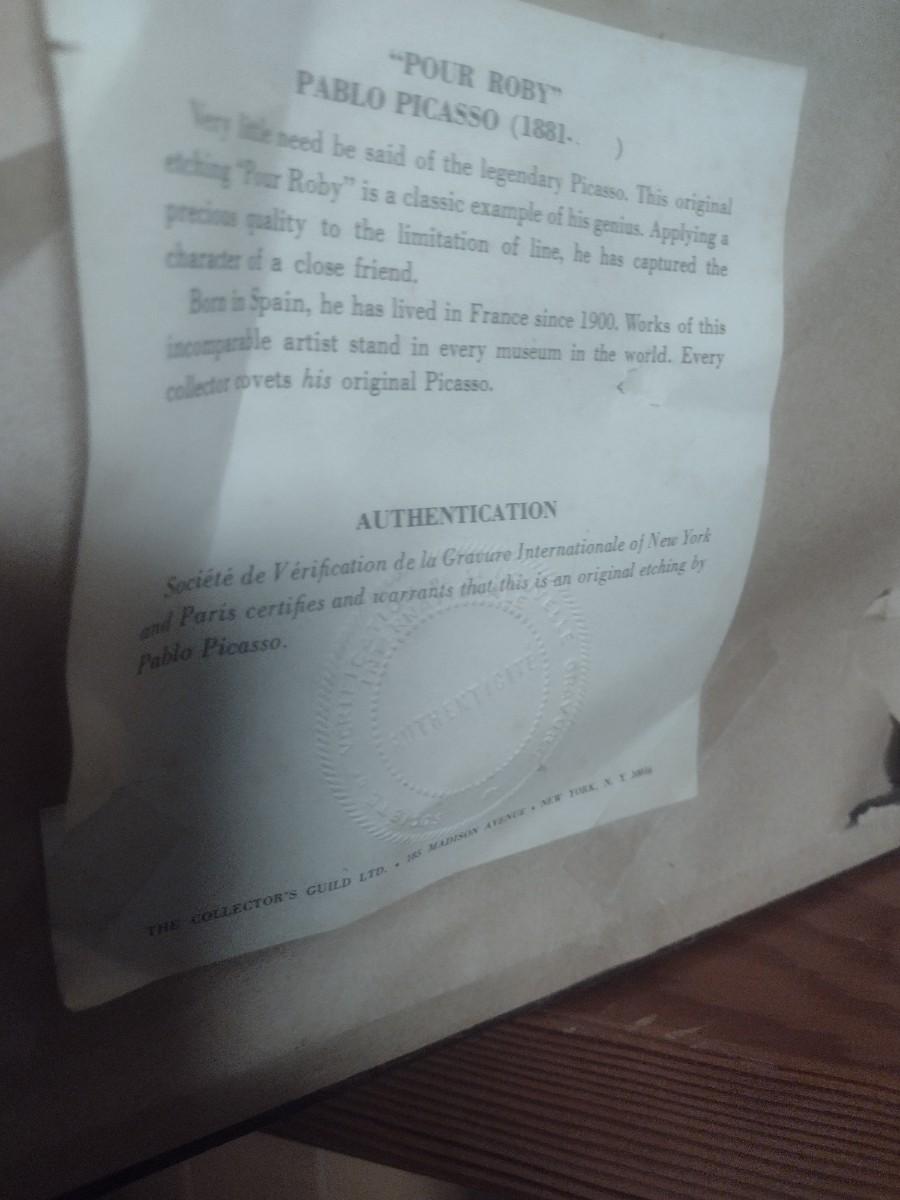 “POUR ROBY”
PABLO PICASSO (1881-    )
Very little need be said of the legendary Picasso. This original
etching “Pour Roby” is a classic example of his genius. Applying a
precious quality to the limitation of line, he has captured the
character of a close friend.
Born in Spain, he has lived in France since 1900. Works of this
incomparable artist stand in every museum in the world. Every
collector covets his original Picasso.
AUTHENTICATION
Société de Vérification de la Gravure Internationale of New York
and Paris certifies and warrants that this is an original etching by
Pablo Picasso.
AUTHENTICITE
THE COLLECTOR'S GUILD LTD. • 185 MADISON AVENUE • NEW YORK, N. Y.